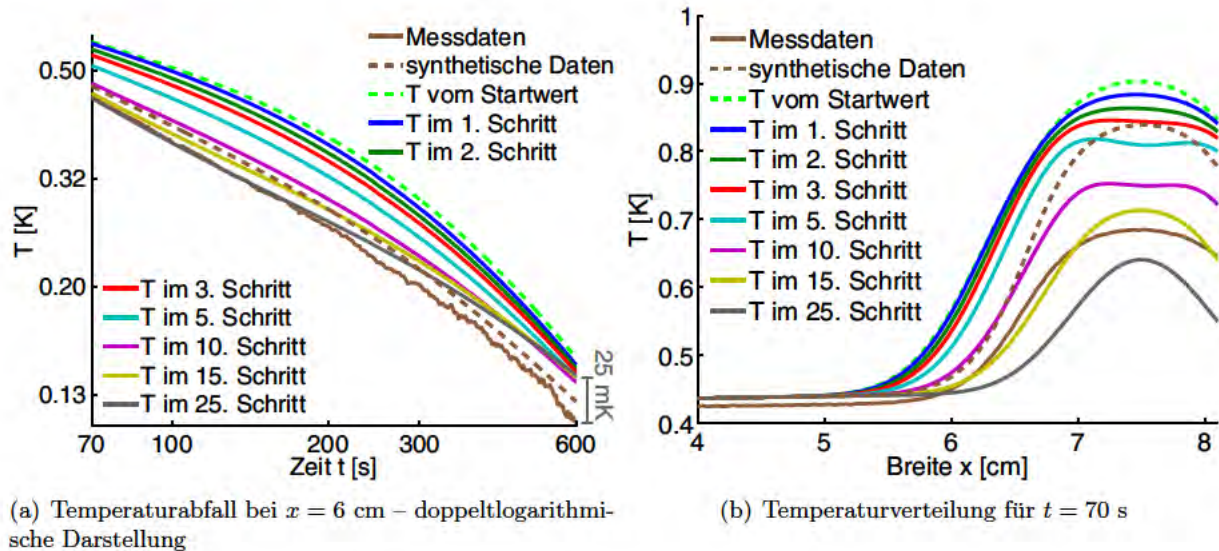 Messdaten
synthetische Daten
T vom Startwert
T im 1. Schritt
T im 2. Schritt
T im 3. Schritt
T im 5. Schritt
T im 10. Schritt
T im 15. Schritt
T im 25. Schritt
T [K]
0.50
0.32
0.20
0.13
25 mK
70
100
200
300
600
Zeit t [s]
(a) Temperaturabfall bei x = 6 cm – doppeltlogarithmi-
sche Darstellung
Messdaten
synthetische Daten
T vom Startwert
T im 1. Schritt
T im 2. Schritt
T im 3. Schritt
T im 5. Schritt
T im 10. Schritt
T im 15. Schritt
T im 25. Schritt
T [K]
1
0.9
0.8
0.7
0.6
0.5
0.4
4
5
6
7
8
Breite x [cm]
(b) Temperaturverteilung für t = 70 s